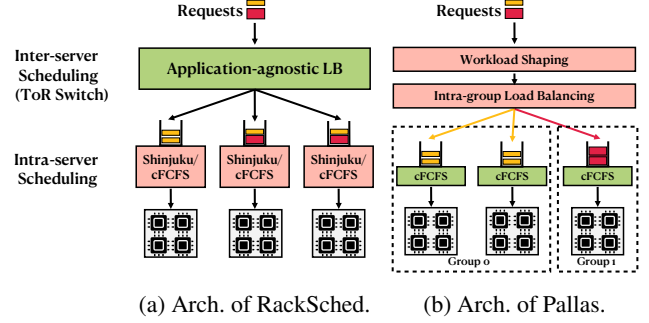 Requests
Requests
Inter-server
Scheduling
(ToR Switch)
Application-agnostic LB
Workload Shaping
Intra-group Load Balancing
Intra-server
Scheduling
Shinjuku/
cFCFS
Shinjuku/
cFCFS
Shinjuku/
cFCFS
cFCFS
cFCFS
cFCFS
Group 0
Group 1
(a) Arch. of RackSched.
(b) Arch. of Pallas.